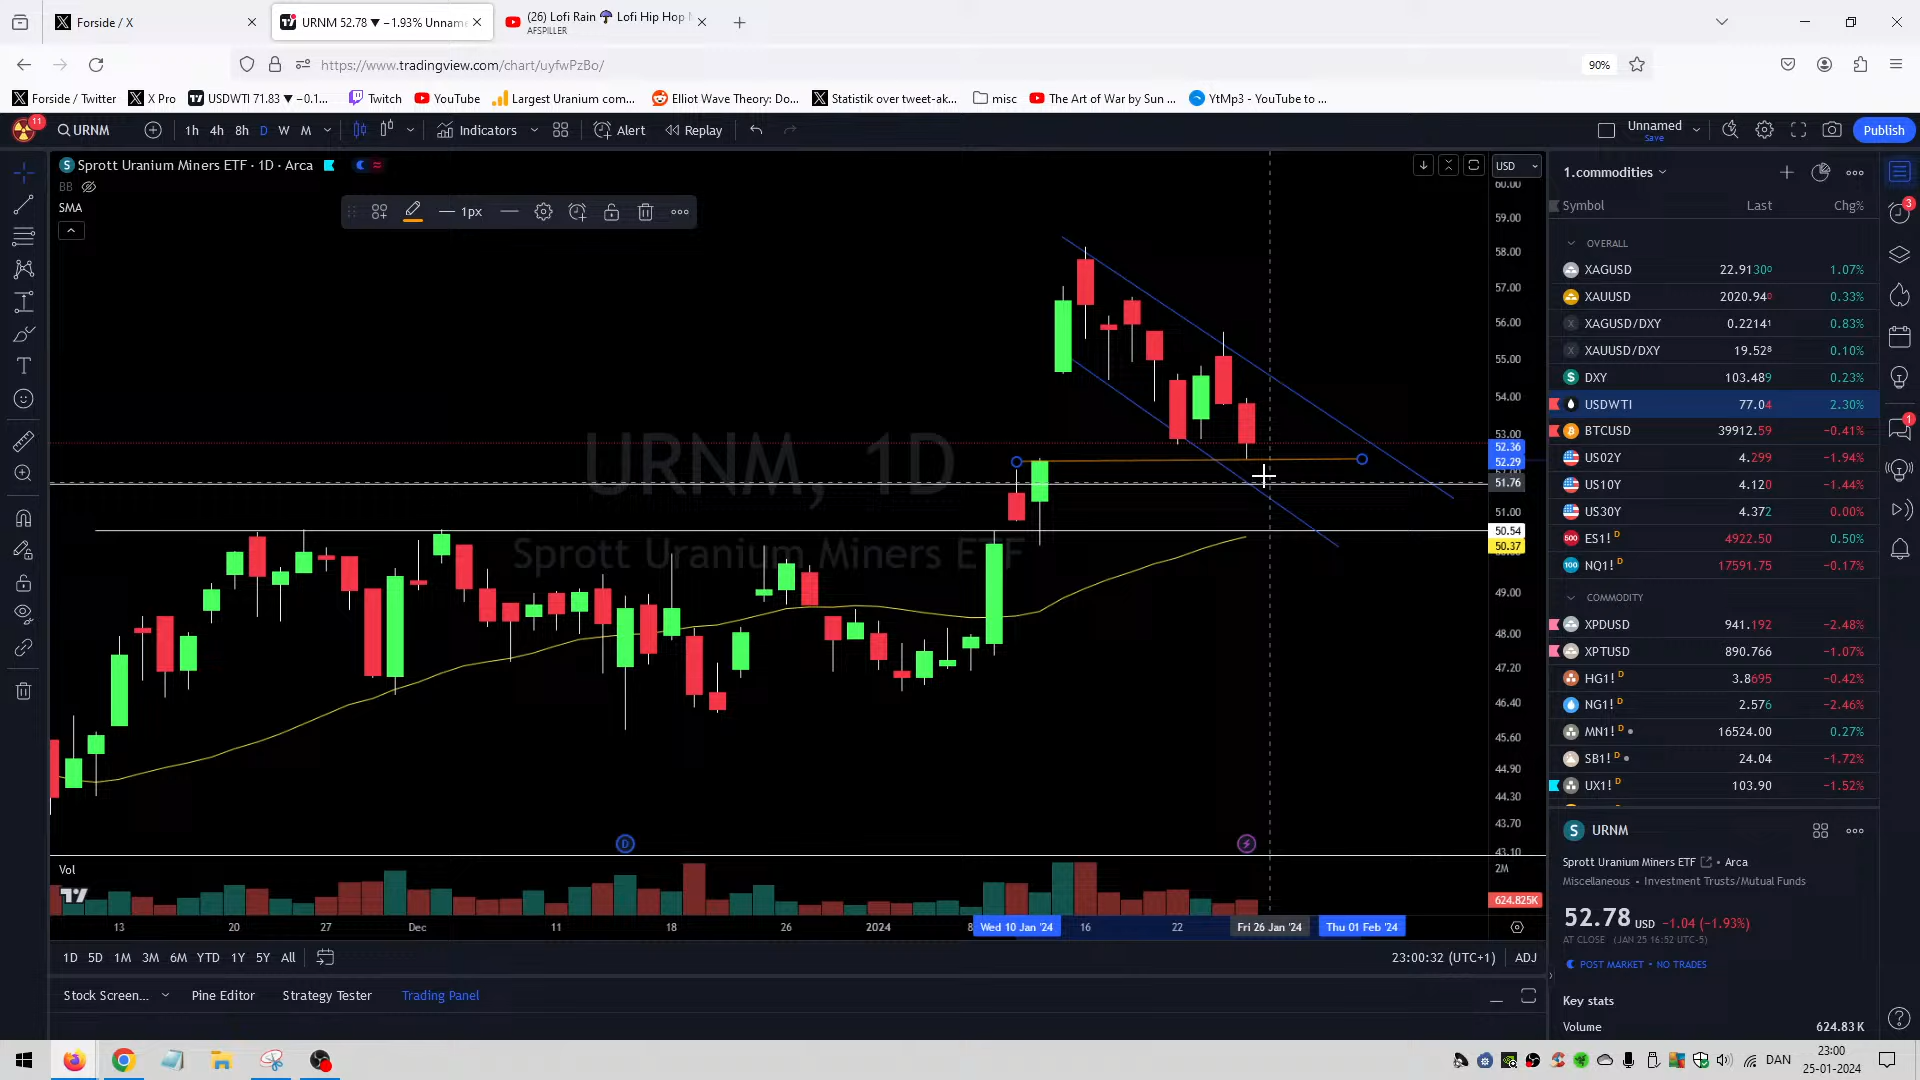 Forside / X
URNM 52.78 ▼ −1.93% Unnam
(26) Lofi Rain ☔ Lofi Hip Hop
AFSPILLER
https://www.tradingview.com/chart/uyfwPzBo/
90%
Forside / Twitter
X Pro
USDWTI 71.83 ▼ −0.1...
Twitch
YouTube
Largest Uranium com...
Elliot Wave Theory: Do...
Statistik over tweet-ak...
misc
The Art of War by Sun ...
YtMp3 - YouTube to ...
11
URNM
1h 4h 8h D W M
Indicators
Alert
Replay
Unnamed
Save
Publish
Sprott Uranium Miners ETF · 1D · Arca
BB
SMA
1px
USD
URNM, 1D
Sprott Uranium Miners ETF
60.00
59.00
58.00
57.00
56.00
55.00
54.00
53.00
52.36
52.29
51.76
51.00
50.54
50.37
49.00
48.00
47.20
46.40
45.60
44.90
44.30
43.70
43.10
D
Vol
2M
624.825K
13 20 27 Dec 11 18 26 2024 8 Wed 10 Jan '24 16 22 Fri 26 Jan '24 Thu 01 Feb '24
1D 5D 1M 3M 6M YTD 1Y 5Y All
23:00:32 (UTC+1) ADJ
Stock Screen... Pine Editor Strategy Tester Trading Panel
1.commodities
Symbol Last Chg%
OVERALL
XAGUSD 22.9130⁰ 1.07%
XAUUSD 2020.94⁰ 0.33%
XAGUSD/DXY 0.2214¹ 0.83%
XAUUSD/DXY 19.52⁸ 0.10%
DXY 103.489 0.23%
USDWTI 77.04 2.30%
BTCUSD 39912.59 −0.41%
US02Y 4.299 −1.94%
US10Y 4.120 −1.44%
US30Y 4.372 0.00%
ES1! D 4922.50 0.50%
NQ1! D 17591.75 −0.17%
COMMODITY
XPDUSD 941.192 −2.48%
XPTUSD 890.766 −1.07%
HG1! D 3.8695 −0.42%
NG1! D 2.576 −2.46%
MN1! D 16524.00 0.27%
SB1! D 24.04 −1.72%
UX1! D 103.90 −1.52%
3
1
URNM
Sprott Uranium Miners ETF • Arca
Miscellaneous • Investment Trusts/Mutual Funds
52.78 USD −1.04 (−1.93%)
AT CLOSE (JAN 25 16:52 UTC-5)
POST MARKET • NO TRADES
Key stats
Volume 624.83 K
DAN
23:00
25-01-2024